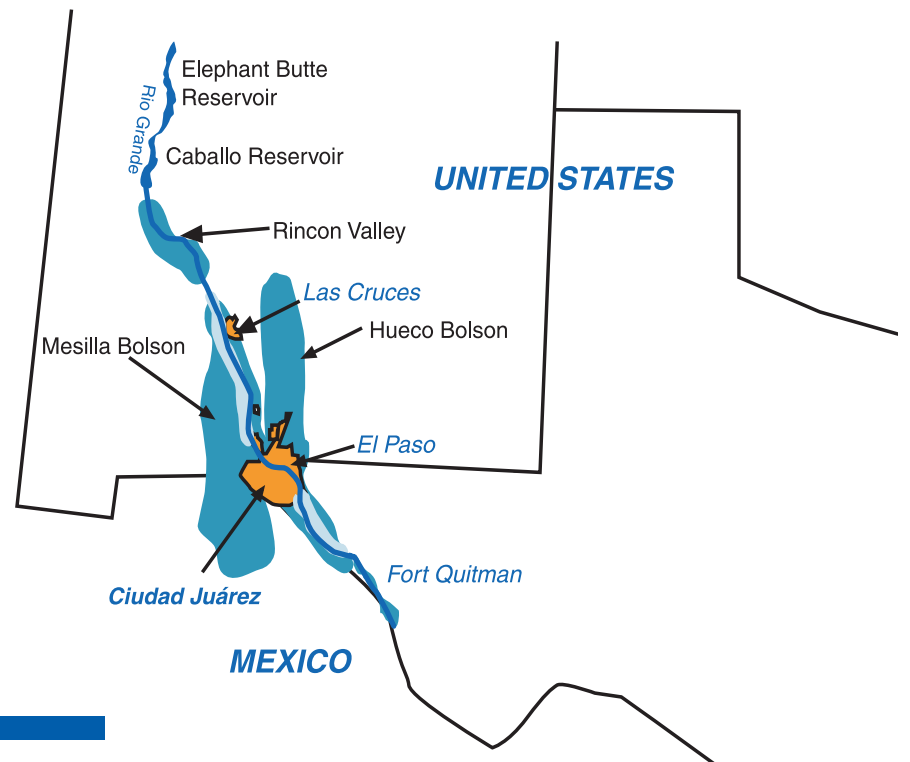 Elephant Butte
Reservoir
Rio Grande
Caballo Reservoir
UNITED STATES
Rincon Valley
Las Cruces
Hueco Bolson
Mesilla Bolson
El Paso
Fort Quitman
Ciudad Juárez
MEXICO